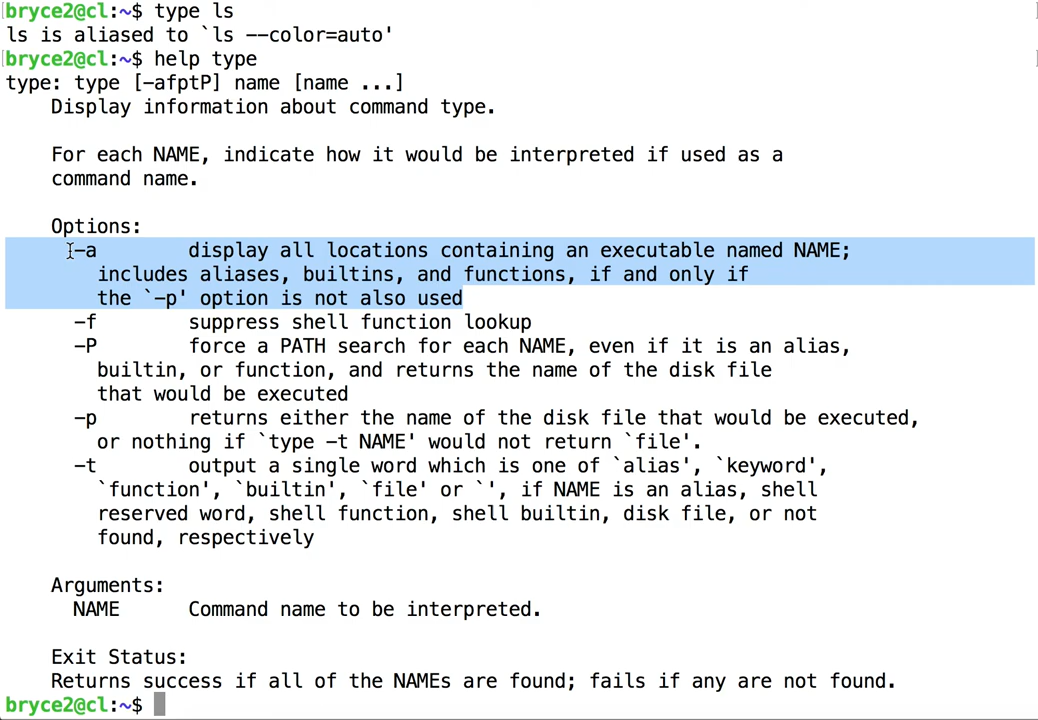 bryce2@cl:~$ type ls
ls is aliased to `ls --color=auto'
bryce2@cl:~$ help type
type: type [-afptP] name [name ...]
    Display information about command type.

    For each NAME, indicate how it would be interpreted if used as a
    command name.

    Options:
      -a        display all locations containing an executable named NAME;
        includes aliases, builtins, and functions, if and only if
        the `-p' option is not also used
      -f        suppress shell function lookup
      -P        force a PATH search for each NAME, even if it is an alias,
        builtin, or function, and returns the name of the disk file
        that would be executed
      -p        returns either the name of the disk file that would be executed,
        or nothing if `type -t NAME' would not return `file'.
      -t        output a single word which is one of `alias', `keyword',
        `function', `builtin', `file' or `', if NAME is an alias, shell
        reserved word, shell function, shell builtin, disk file, or not
        found, respectively

    Arguments:
      NAME      Command name to be interpreted.

    Exit Status:
    Returns success if all of the NAMEs are found; fails if any are not found.
bryce2@cl:~$